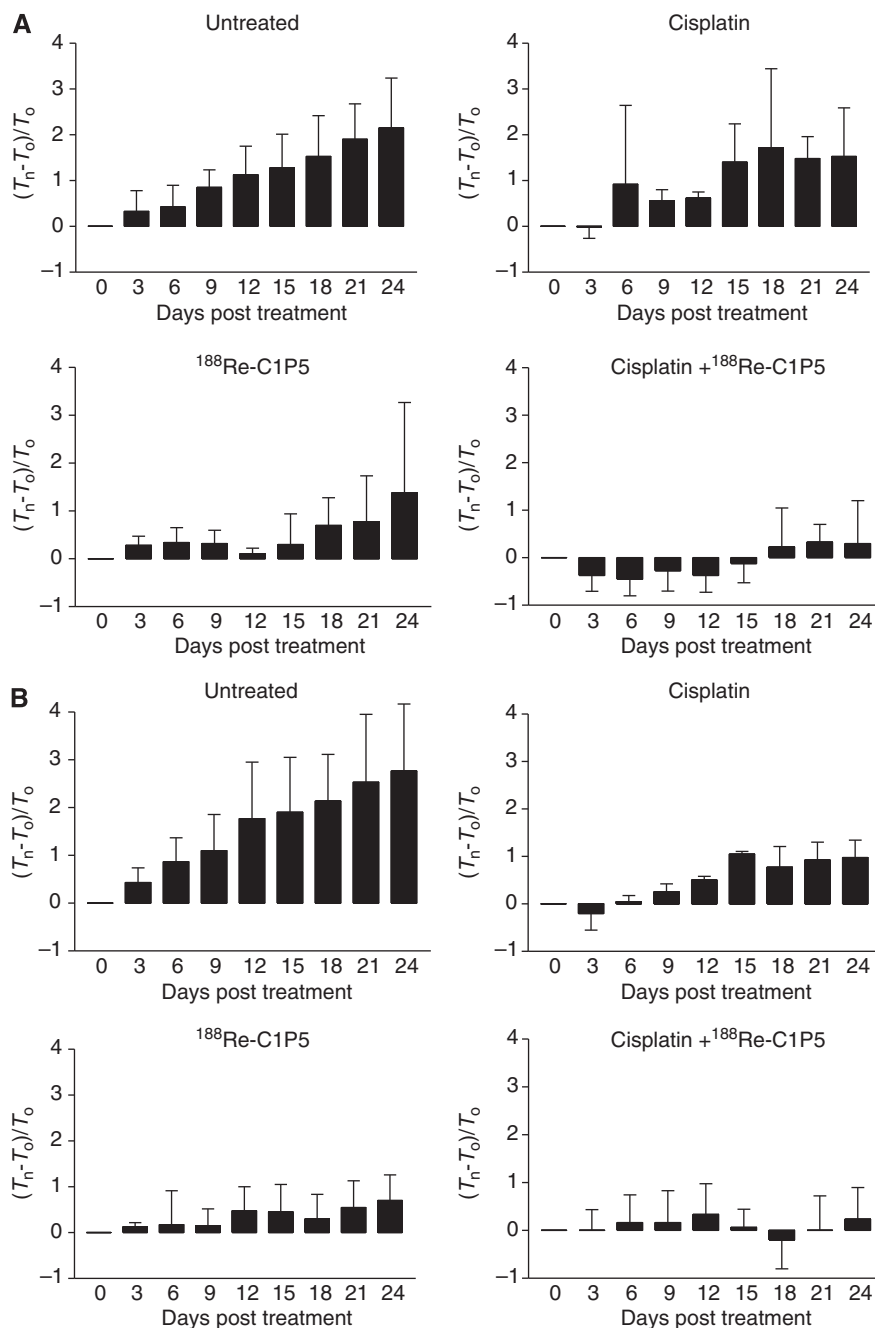 A
Untreated
(Tn-To)/To
4
3
2
1
0
–1
0 3 6 9 12 15 18 21 24
Days post treatment
Cisplatin
(Tn-To)/To
4
3
2
1
0
–1
0 3 6 9 12 15 18 21 24
Days post treatment
188Re-C1P5
(Tn-To)/To
4
3
2
1
0
–1
0 3 6 9 12 15 18 21 24
Days post treatment
Cisplatin +188Re-C1P5
(Tn-To)/To
4
3
2
1
0
–1
0 3 6 9 12 15 18 21 24
Days post treatment
B
Untreated
(Tn-To)/To
4
3
2
1
0
–1
0 3 6 9 12 15 18 21 24
Days post treatment
Cisplatin
(Tn-To)/To
4
3
2
1
0
–1
0 3 6 9 12 15 18 21 24
Days post treatment
188Re-C1P5
(Tn-To)/To
4
3
2
1
0
–1
0 3 6 9 12 15 18 21 24
Days post treatment
Cisplatin +188Re-C1P5
(Tn-To)/To
4
3
2
1
0
–1
0 3 6 9 12 15 18 21 24
Days post treatment